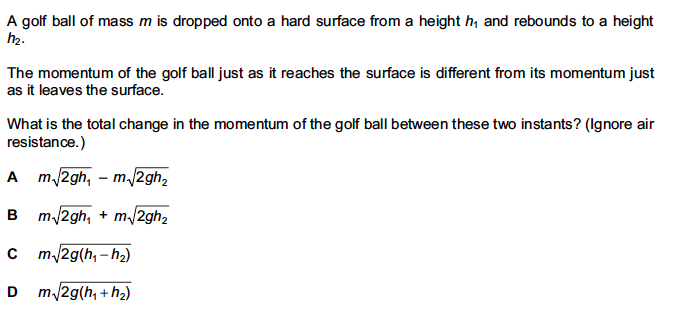 A golf ball of mass m is dropped onto a hard surface from a height h₁ and rebounds to a height
h₂.
The momentum of the golf ball just as it reaches the surface is different from its momentum just
as it leaves the surface.
What is the total change in the momentum of the golf ball between these two instants? (Ignore air
resistance.)
A m√2gh₁ – m√2gh₂
B m√2gh₁ + m√2gh₂
C m√2g(h₁ – h₂)
D m√2g(h₁ + h₂)